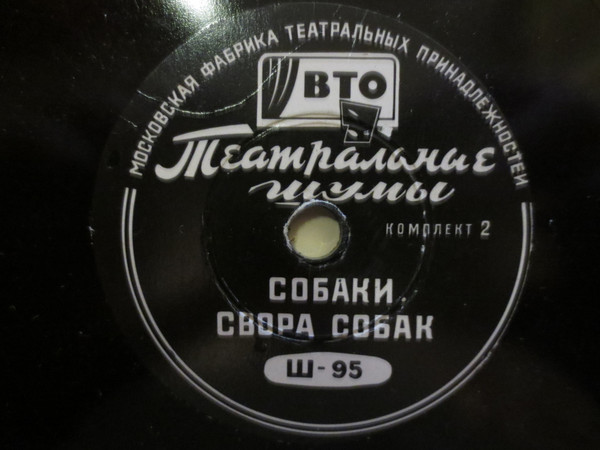 МОСКОВСКАЯ ФАБРИКА ТЕАТРАЛЬНЫХ ПРИНАДЛЕЖНОСТЕЙ
ВТО
Театральные
шумы
КОМПЛЕКТ 2
СОБАКИ
СВОРА СОБАК
Ш-95